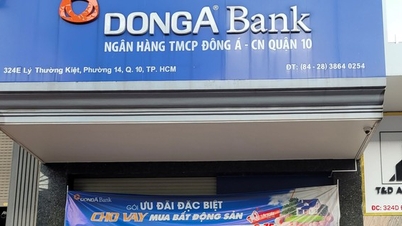 DONGA® Bank
NGÂN HÀNG TMCP ĐÔNG Á - CN QUẬN 10
324E Lý Thường Kiệt, Phường 14, Q. 10, TP. HCM
ĐT: (84 - 28) 3864 0254
DONGA Bank
GÓI ƯU ĐÃI ĐẶC BIỆT
CHO VAY MUA BẤT ĐỘNG SẢN
T&D A
ĐC: 324D